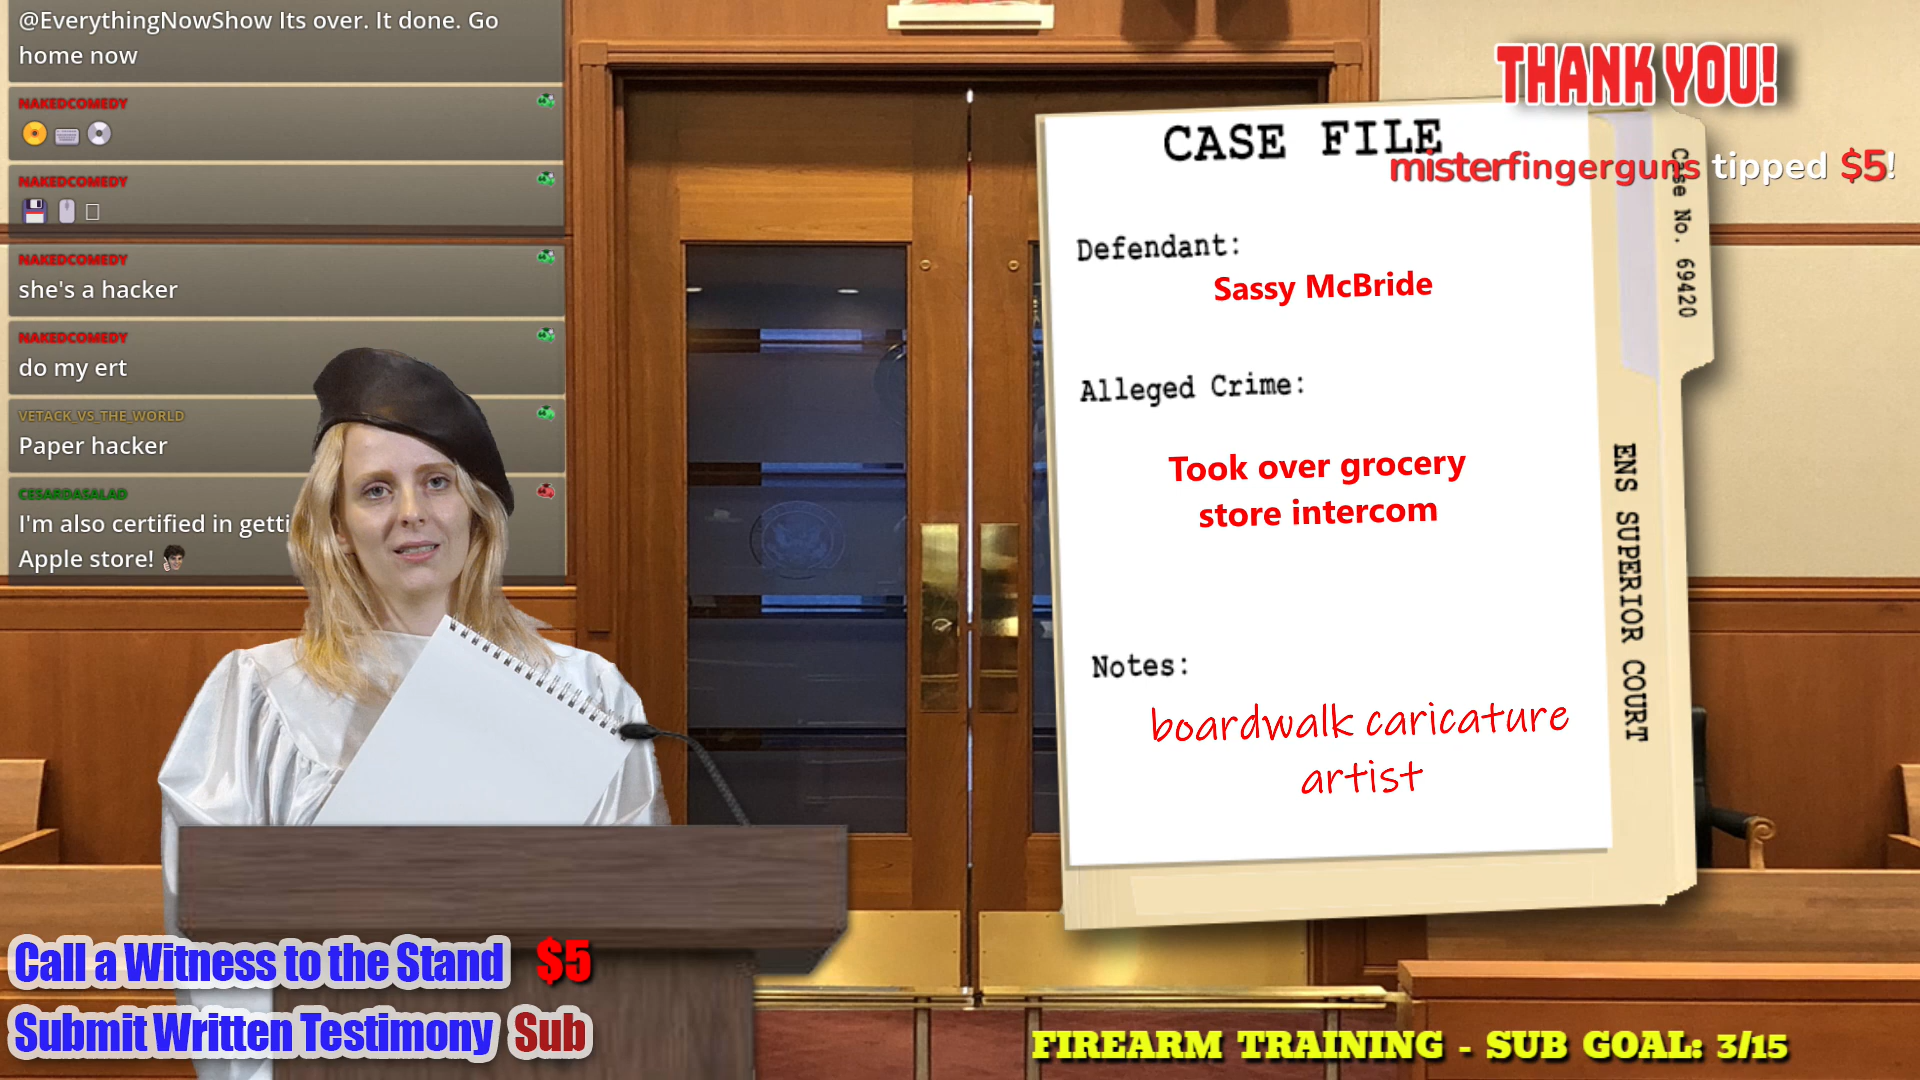 @EverythingNowShow Its over. It done. Go
home now
NAKEDCOMEDY
NAKEDCOMEDY
NAKEDCOMEDY
she's a hacker
NAKEDCOMEDY
do my ert
VETACK_VS_THE_WORLD
Paper hacker
CESARDASALAD
I'm also certified in getti
Apple store!
THANK YOU!
misterfingerguns tipped $5!
CASE FILE
Defendant:
Sassy McBride
Alleged Crime:
Took over grocery
store intercom
Notes:
boardwalk caricature
artist
Case No. 69420
ENS SUPERIOR COURT
Call a Witness to the Stand $5
Submit Written Testimony Sub
FIREARM TRAINING - SUB GOAL: 3/15